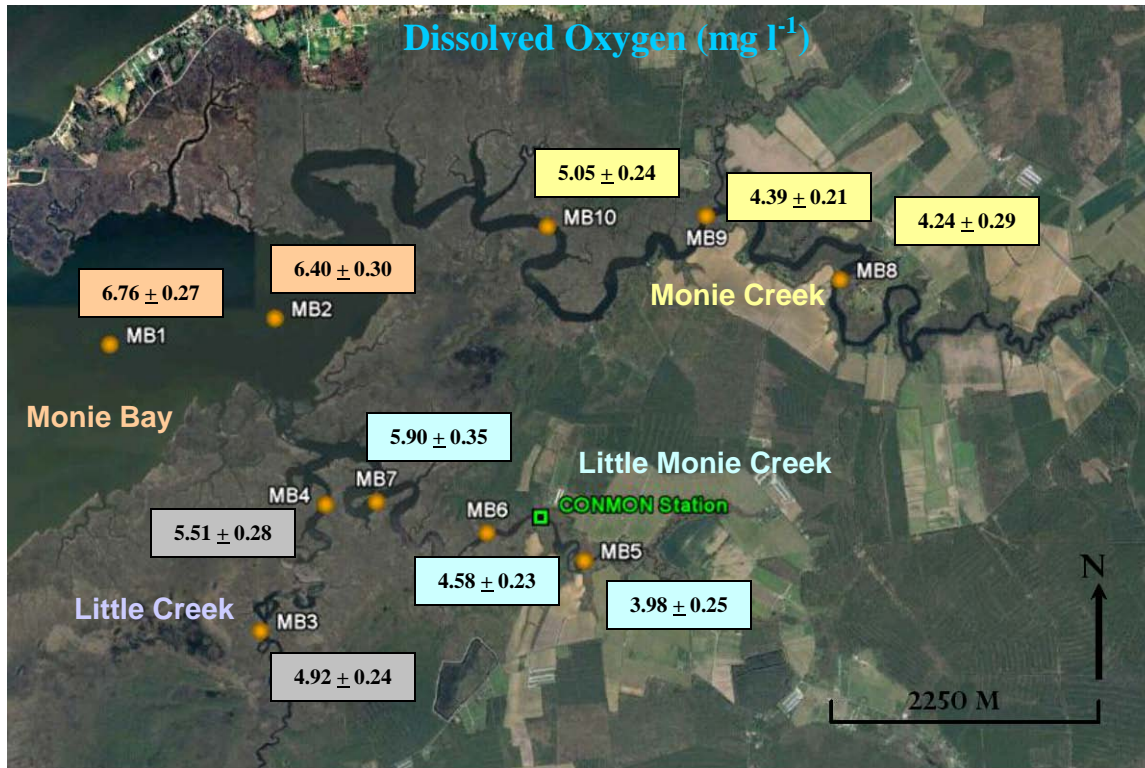 Dissolved Oxygen (mg l-1)
5.05 ± 0.24
MB10
4.39 ± 0.21
MB9
4.24 ± 0.29
MB8
Monie Creek
6.40 ± 0.30
MB2
6.76 ± 0.27
MB1
Monie Bay
5.90 ± 0.35
MB7
Little Monie Creek
MB4
5.51 ± 0.28
MB6
CONMON Station
4.58 ± 0.23
MB5
3.98 ± 0.25
Little Creek
MB3
4.92 ± 0.24
N
2250 M